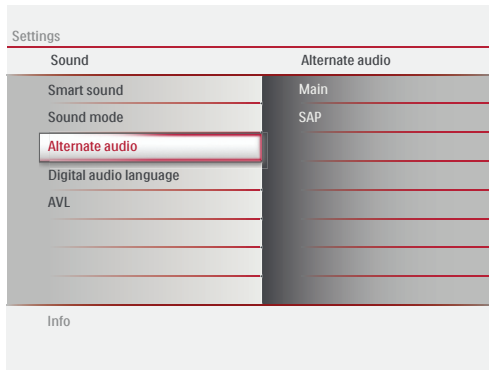 Settings
Sound Alternate audio
Smart sound Main
Sound mode SAP
Alternate audio
Digital audio language
AVL
Info